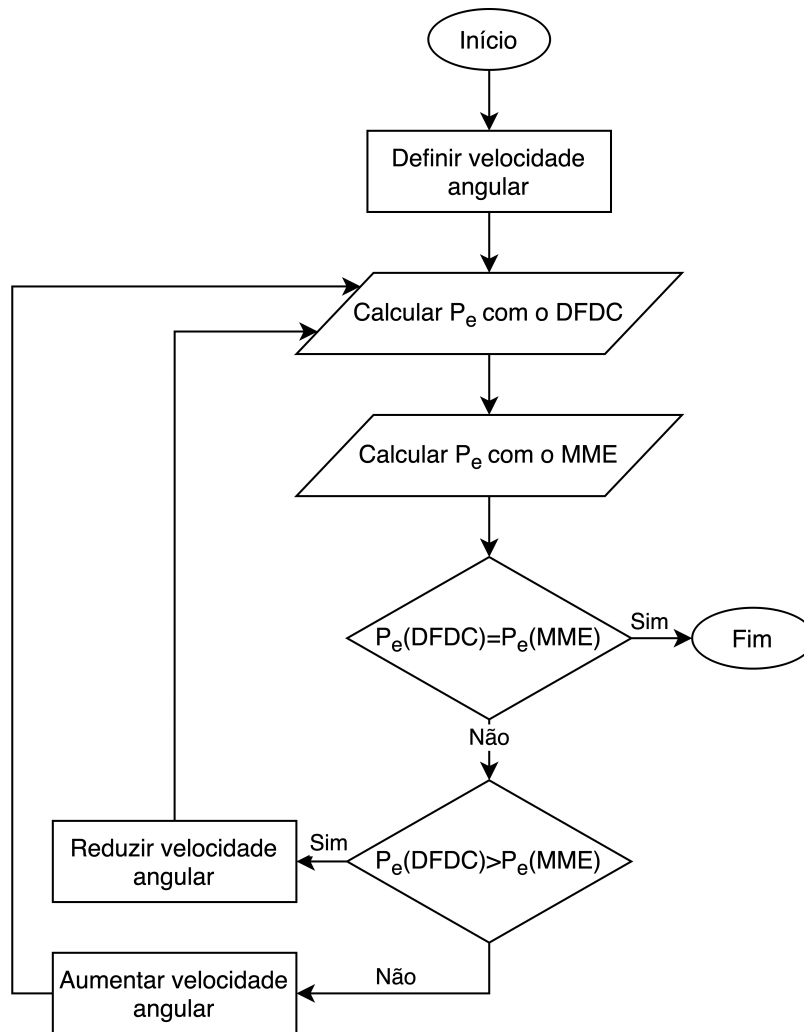 Início
Definir velocidade
angular
Calcular Pₑ com o DFDC
Calcular Pₑ com o MME
Pₑ(DFDC)=Pₑ(MME)
Sim
Fim
Não
Pₑ(DFDC)>Pₑ(MME)
Sim
Reduzir velocidade
angular
Não
Aumentar velocidade
angular